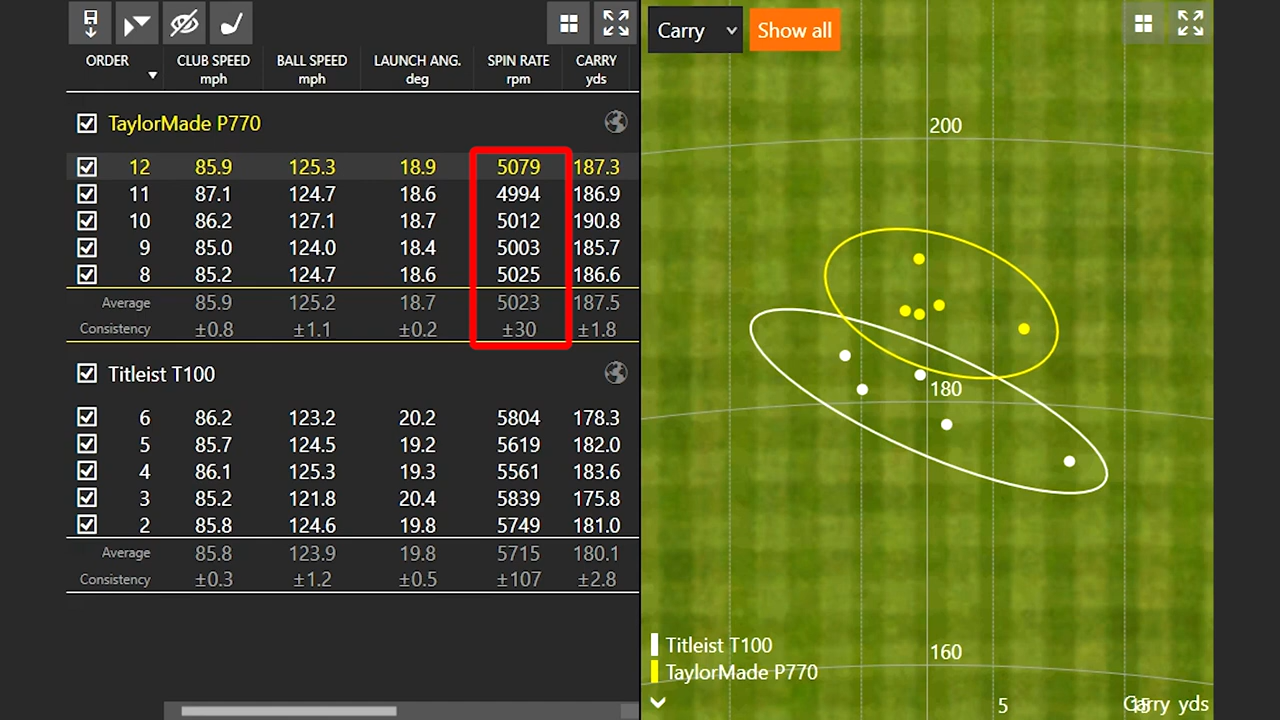 ORDER CLUB SPEED BALL SPEED LAUNCH ANG. SPIN RATE CARRY
mph mph deg rpm yds
TaylorMade P770
12 85.9 125.3 18.9 5079 187.3
11 87.1 124.7 18.6 4994 186.9
10 86.2 127.1 18.7 5012 190.8
9 85.0 124.0 18.4 5003 185.7
8 85.2 124.7 18.6 5025 186.6
Average 85.9 125.2 18.7 5023 187.5
Consistency ±0.8 ±1.1 ±0.2 ±30 ±1.8
Titleist T100
6 86.2 123.2 20.2 5804 178.3
5 85.7 124.5 19.2 5619 182.0
4 86.1 125.3 19.3 5561 183.6
3 85.2 121.8 20.4 5839 175.8
2 85.8 124.6 19.8 5749 181.0
Average 85.8 123.9 19.8 5715 180.1
Consistency ±0.3 ±1.2 ±0.5 ±107 ±2.8
Carry Show all
200
180
160
Titleist T100
TaylorMade P770
5 Carry yds